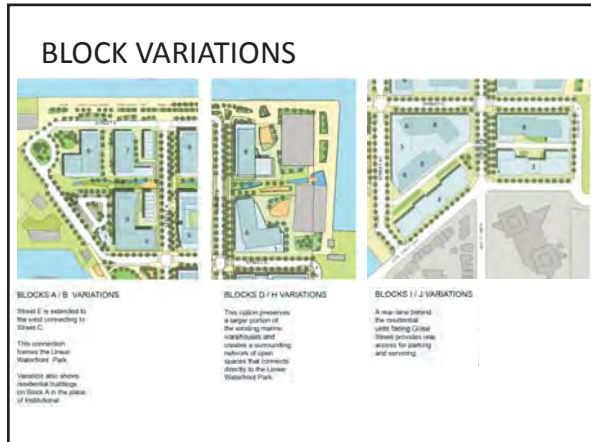 BLOCK VARIATIONS
BLOCKS A / B VARIATIONS
Street E is extended to
the west connecting to
Street C.
This connection
frames the Linear
Waterfront Park
Variation also shows
residential buildings
on Block A in the place
of Institutional
BLOCKS D / H VARIATIONS
This option preserves
a larger portion of
the existing marine
warehouses and
creates a surrounding
network of open
spaces that connects
directly to the Linear
Waterfront Park.
BLOCKS I / J VARIATIONS
A rear lane behind
the residential
units facing
Street provides
access for parking
and servicing